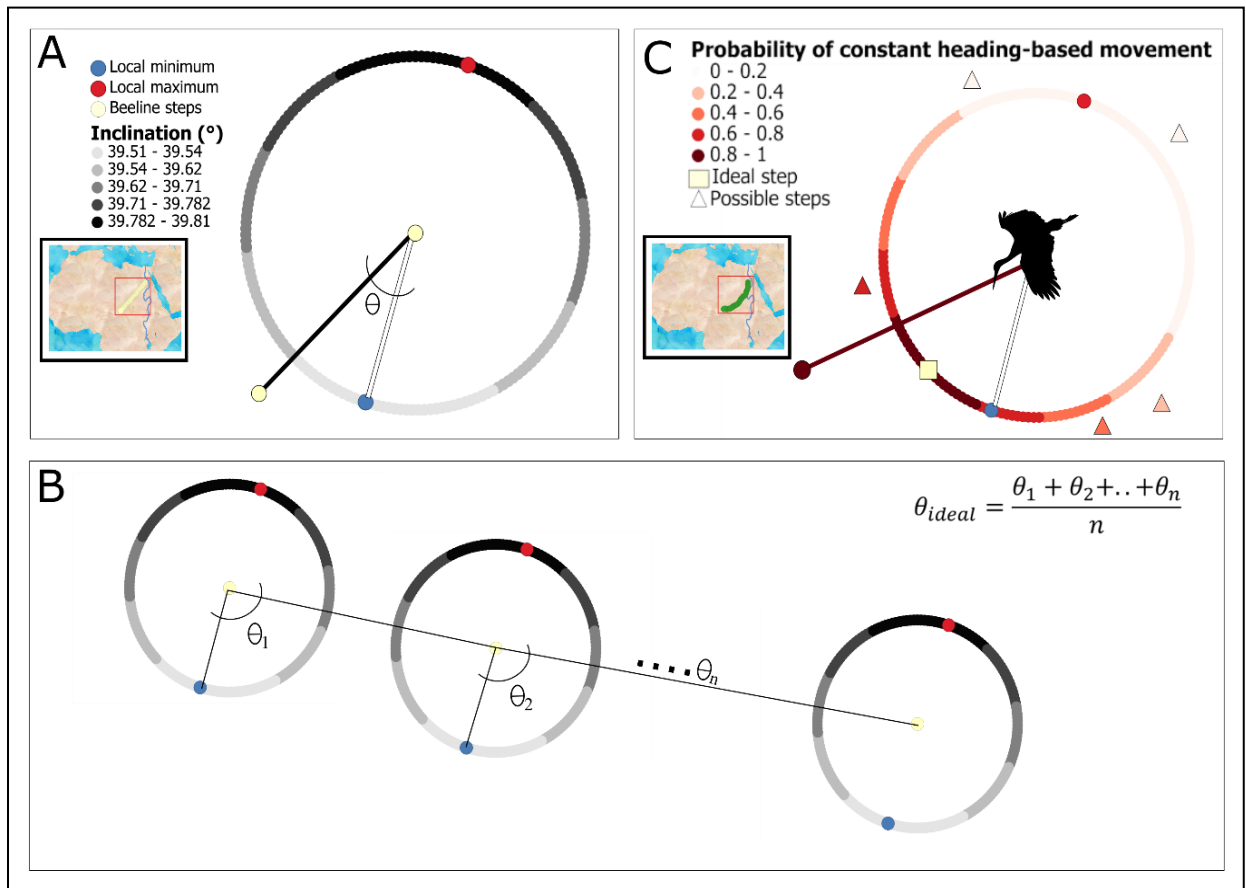 A
Local minimum
Local maximum
Beeline steps
Inclination (°)
39.51 - 39.54
39.54 - 39.62
39.62 - 39.71
39.71 - 39.782
39.782 - 39.81
θ
C
Probability of constant heading-based movement
0 - 0.2
0.2 - 0.4
0.4 - 0.6
0.6 - 0.8
0.8 - 1
Ideal step
Possible steps
B
θ1
θ2
....θn
θideal = (θ1 + θ2+..+θn)/n